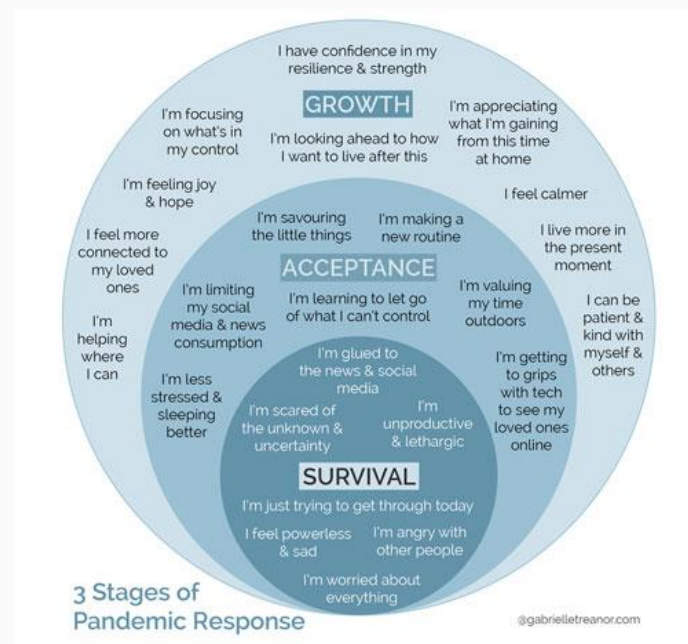 I have confidence in my
resilience & strength
GROWTH
I'm focusing
on what's in
my control
I'm looking ahead to how
I want to live after this
I'm appreciating
what I'm gaining
from this time
at home
I'm feeling joy
& hope
I feel calmer
I feel more
connected to
my loved
ones
I live more in
the present
moment
I'm
helping
where
I can
I can be
patient &
kind with
myself &
others
I'm savouring
the little things
I'm making a
new routine
ACCEPTANCE
I'm limiting
my social
media & news
consumption
I'm learning to let go
of what I can't control
I'm valuing
my time
outdoors
I'm less
stressed &
sleeping
better
I'm getting
to grips
with tech
to see my
loved ones
online
I'm glued to
the news & social
media
I'm scared of
the unknown &
uncertainty
I'm
unproductive
& lethargic
SURVIVAL
I'm just trying to get through today
I feel powerless
& sad
I'm angry with
other people
I'm worried about
everything
3 Stages of
Pandemic Response
@gabrielletreanor.com